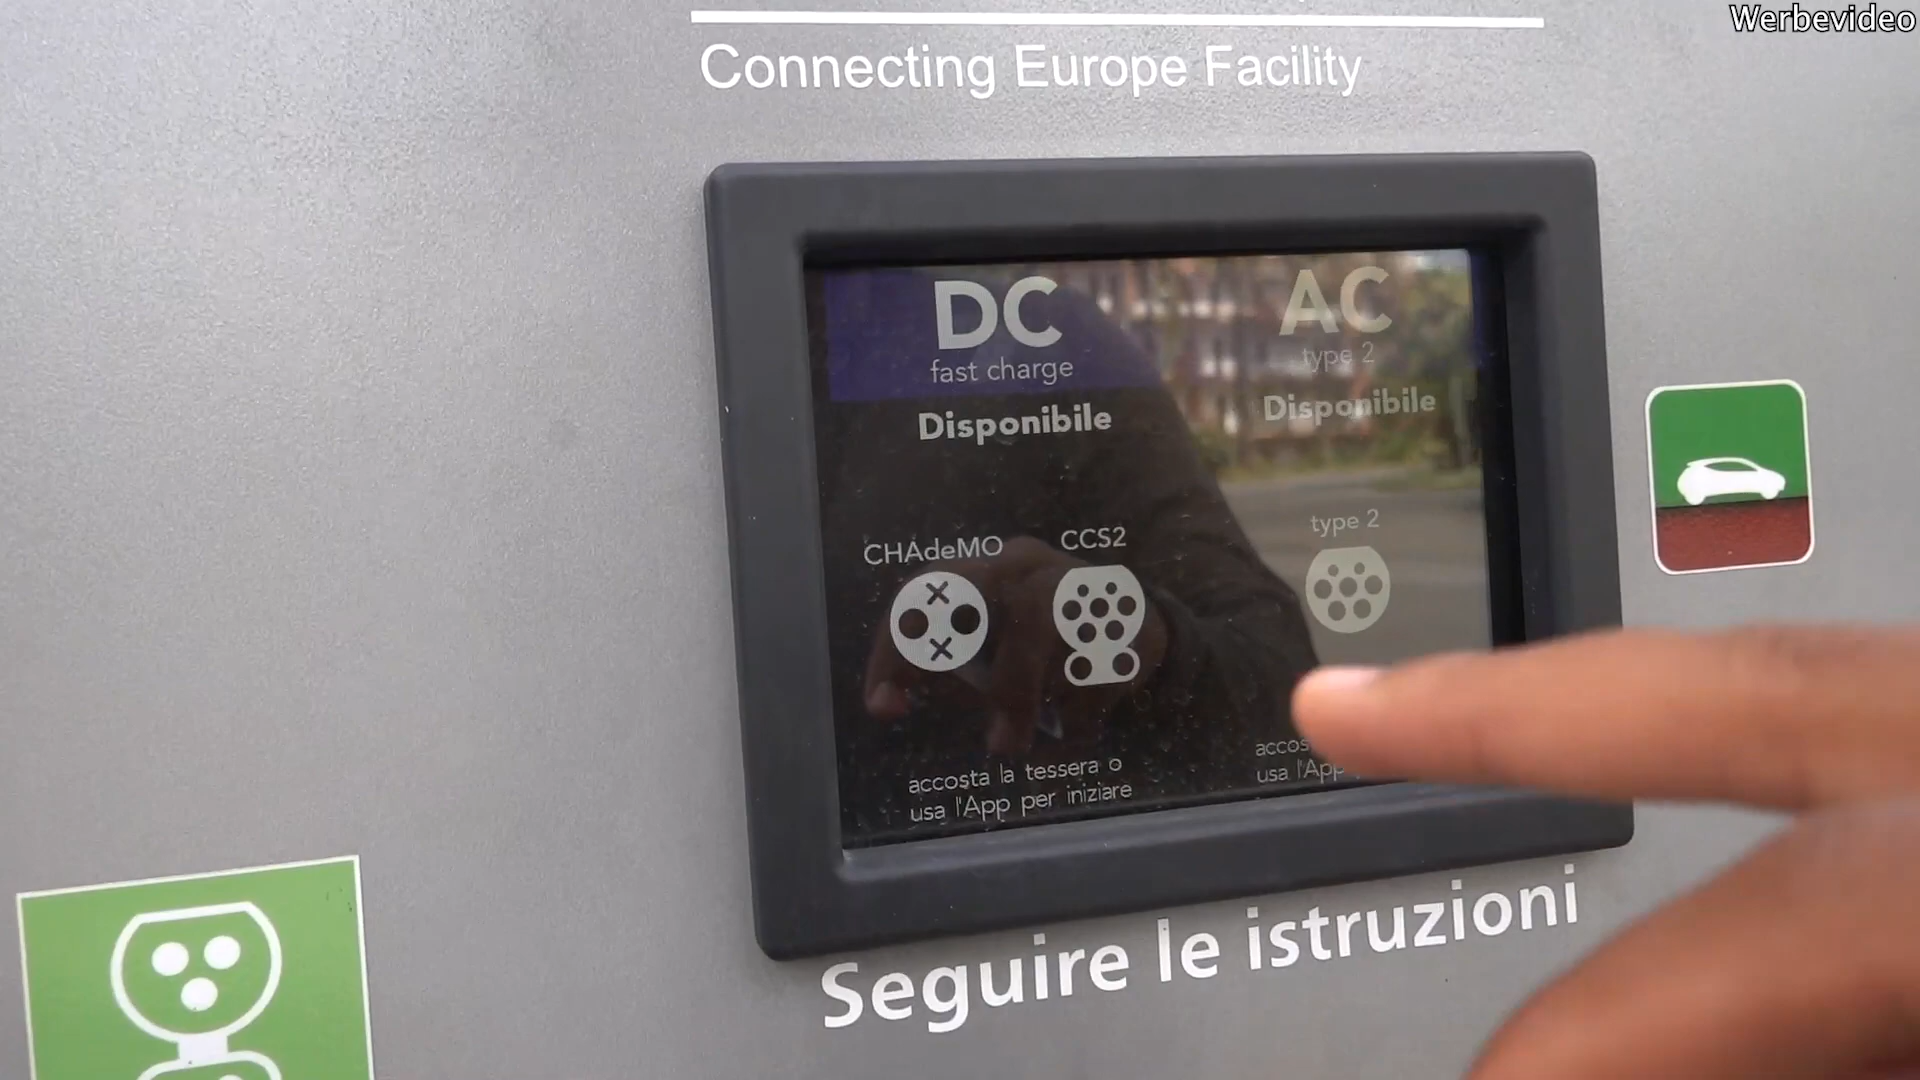 Werbevideo
Connecting Europe Facility
DC
fast charge
Disponibile
CHAdeMO
CCS2
accosta la tessera o
usa l'App per iniziare
AC
type 2
Disponibile
type 2
usa l'App
Seguire le istruzioni